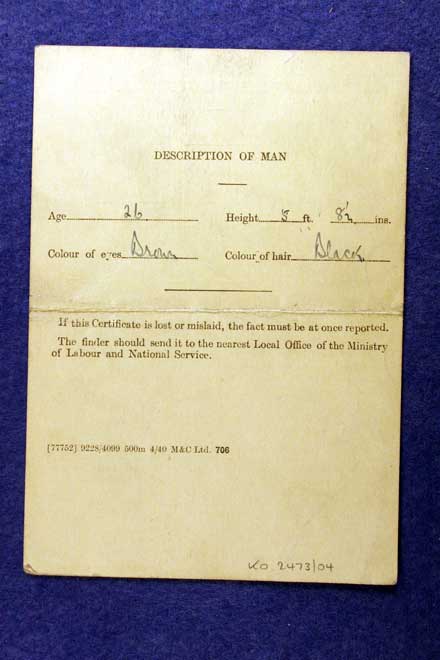 DESCRIPTION OF MAN
Age 26 Height 5 ft. 8½ ins.
Colour of eyes Brown Colour of hair Black
If this Certificate is lost or mislaid, the fact must be at once reported.
The finder should send it to the nearest Local Office of the Ministry
of Labour and National Service.
[77752] 9228/4099 500m 4/40 M&C Ltd. 706
KO 2473/04